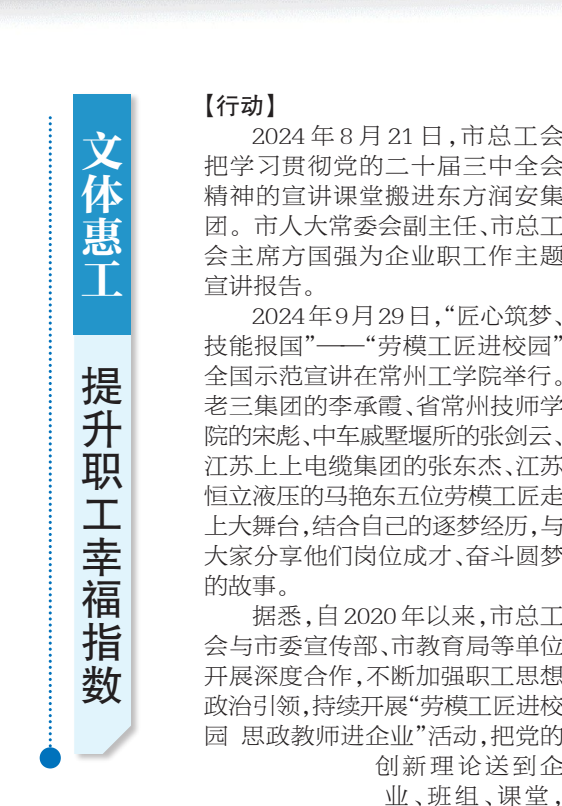 文体惠工
提升职工幸福指数
【行动】
2024年8月21日，市总工会
把学习贯彻党的二十届三中全会
精神的宣讲课堂搬进东方润安集
团。市人大常委会副主任、市总工
会主席方国强为企业职工作主题
宣讲报告。
2024年9月29日，“匠心筑梦、
技能报国”——“劳模工匠进校园”
全国示范宣讲在常州工学院举行。
老三集团的李承霞、省常州技师学
院的宋彪、中车戚墅堰所的张剑云、
江苏上上电缆集团的张东杰、江苏
恒立液压的马艳东五位劳模工匠走
上大舞台，结合自己的逐梦经历，与
大家分享他们岗位成才、奋斗圆梦
的故事。
据悉，自2020年以来，市总工
会与市委宣传部、市教育局等单位
开展深度合作，不断加强职工思想
政治引领，持续开展“劳模工匠进校
园 思政教师进企业”活动，把党的
创新理论送到企
业、班组、课堂，